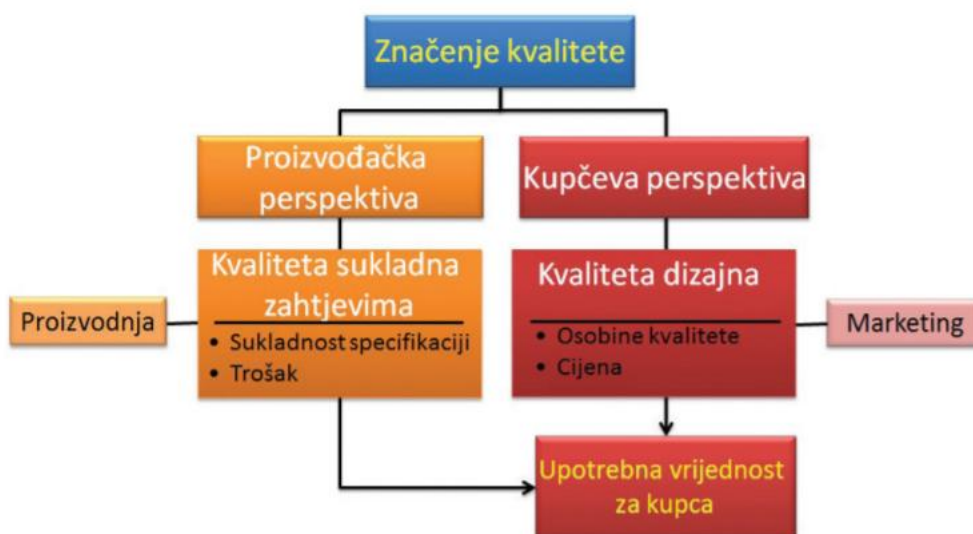 Značenje kvalitete
Proizvođačka
perspektiva
Kupčeva perspektiva
Kvaliteta sukladna
zahtjevima
• Sukladnost specifikaciji
• Trošak
Kvaliteta dizajna
• Osobine kvalitete
• Cijena
Proizvodnja
Marketing
Upotrebna vrijednost
za kupca